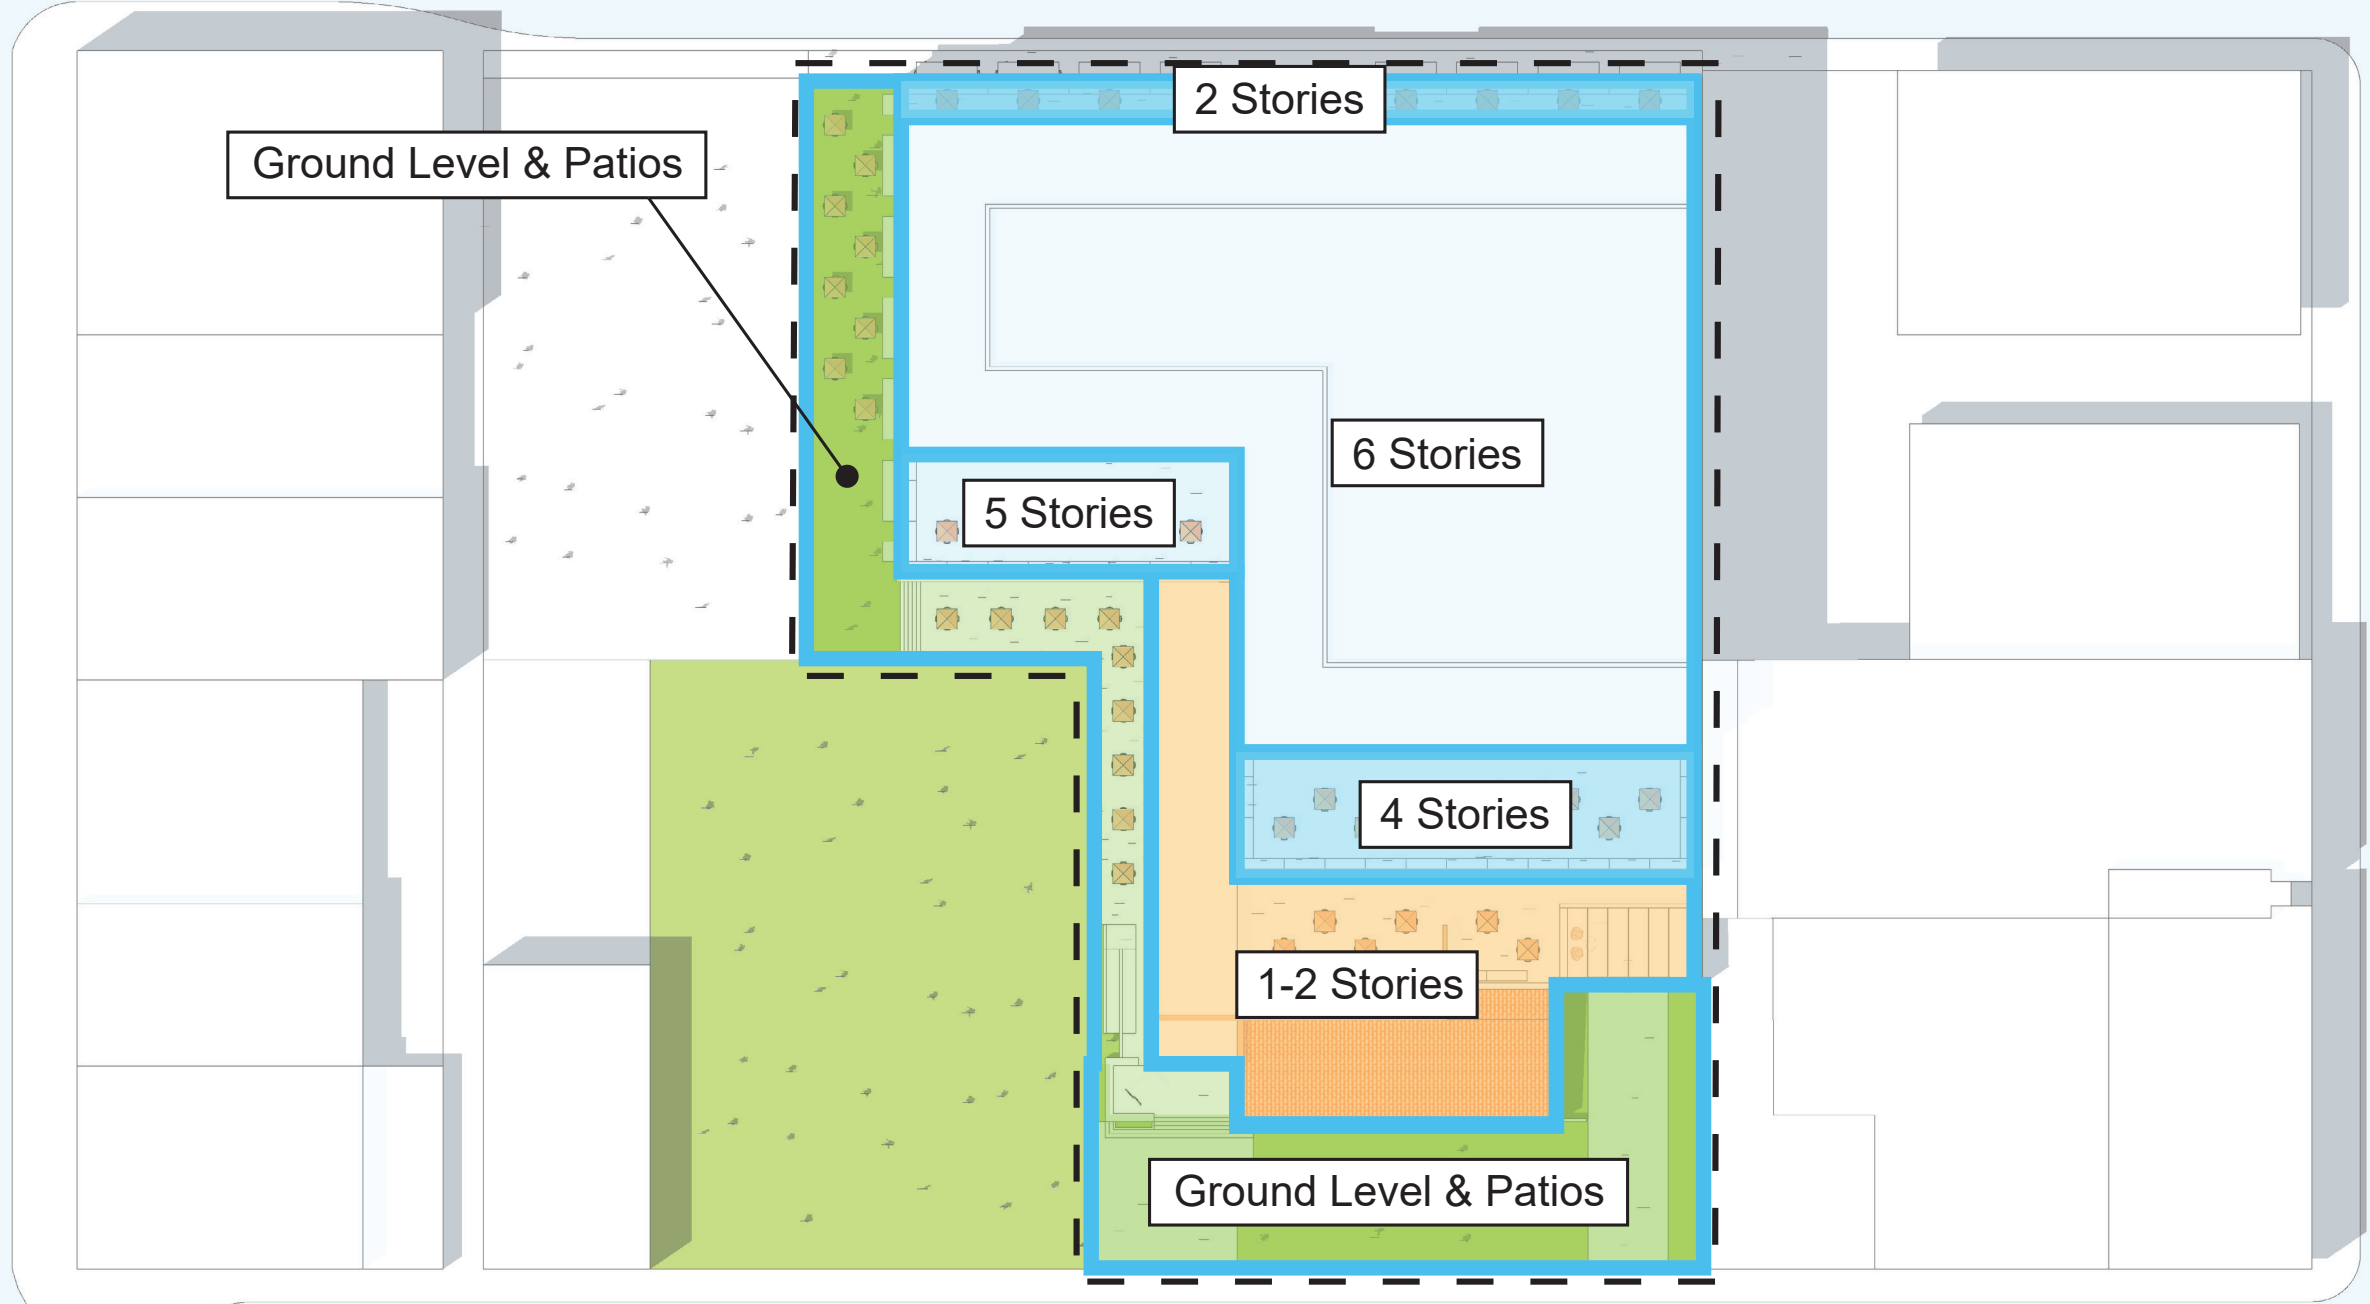 2 Stories
Ground Level & Patios
6 Stories
5 Stories
4 Stories
1-2 Stories
Ground Level & Patios